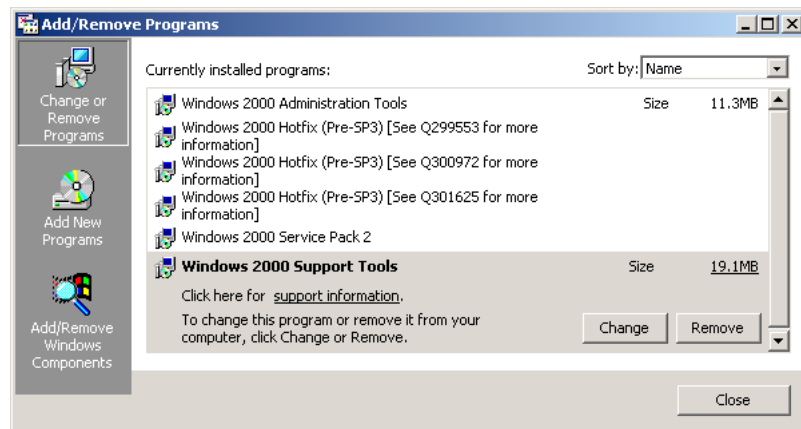 Add/Remove Programs
Change or
Remove
Programs
Add New
Programs
Add/Remove
Windows
Components
Currently installed programs:
Sort by: Name
Windows 2000 Administration Tools Size 11.3MB
Windows 2000 Hotfix (Pre-SP3) [See Q299553 for more
information]
Windows 2000 Hotfix (Pre-SP3) [See Q300972 for more
information]
Windows 2000 Hotfix (Pre-SP3) [See Q301625 for more
information]
Windows 2000 Service Pack 2
Windows 2000 Support Tools Size 19.1MB
Click here for support information.
To change this program or remove it from your
computer, click Change or Remove.
Change Remove
Close